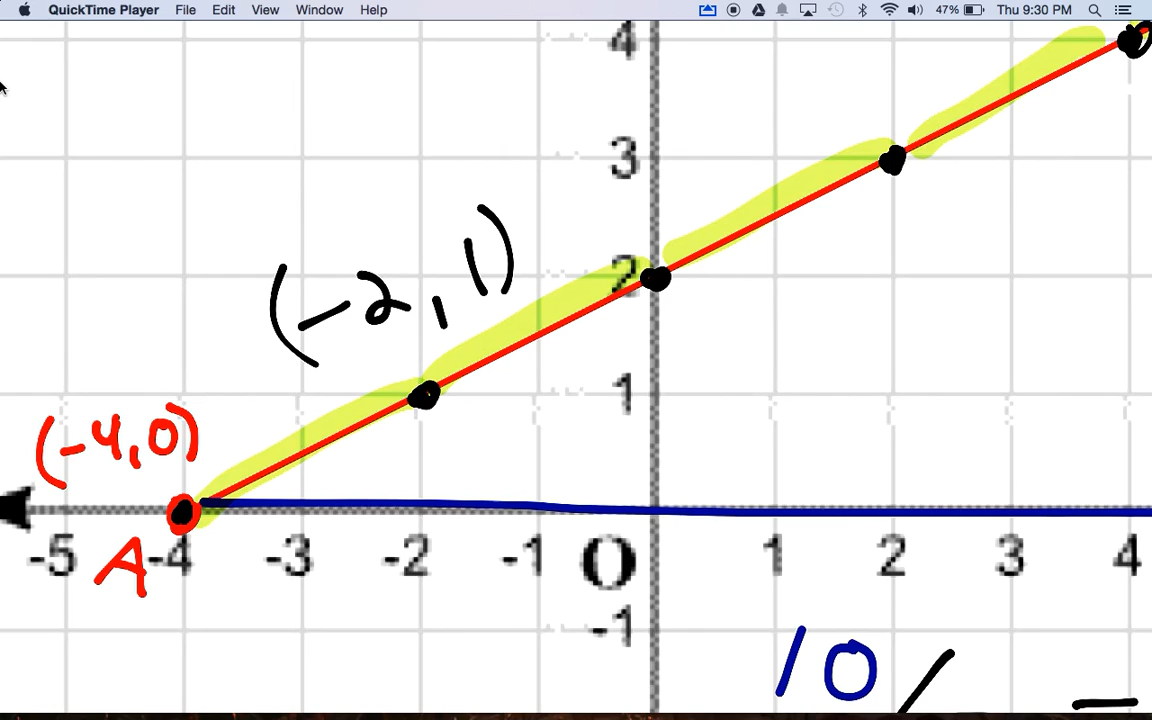 QuickTime Player File Edit View Window Help 47% Thu 9:30 PM
4
3
2
(-2,1)
1
(-4,0)
-5 -4 -3 -2 -1 O 1 2 3 4
A
-1
10/ -